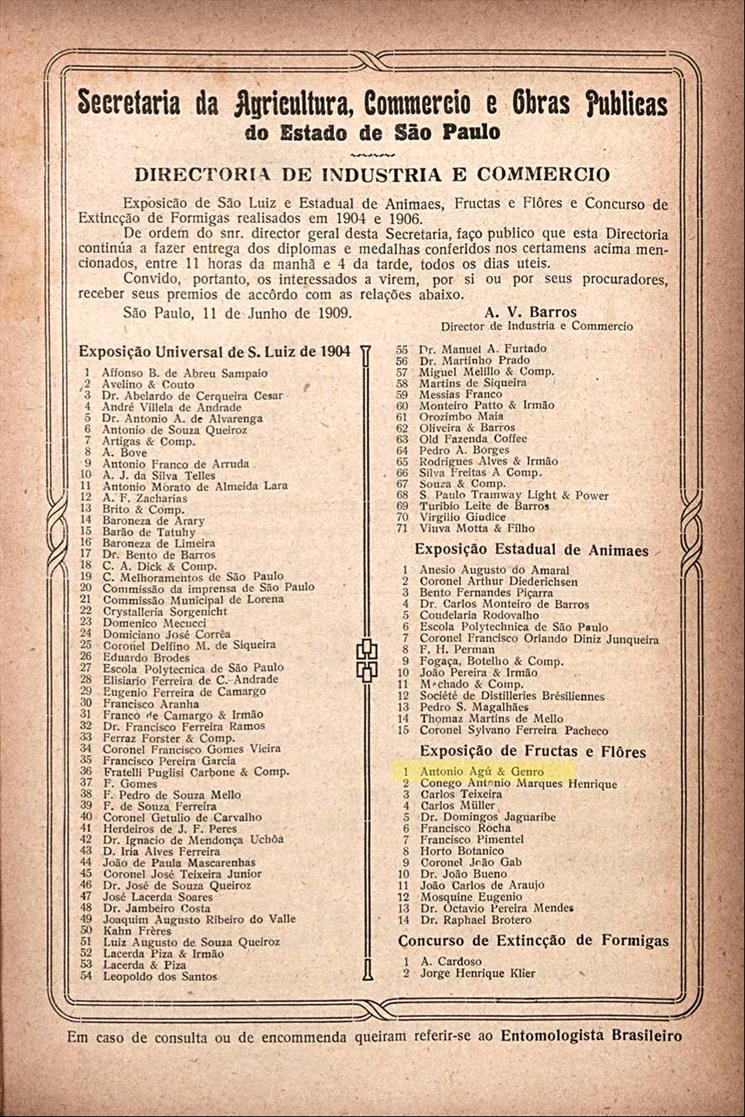 Secretaria da Agricultura, Commercio e Obras Publicas
do Estado de São Paulo
DIRECTORIA DE INDUSTRIA E COMMERCIO
Exposicão de São Luiz e Estadual de Animaes, Fructas e Flôres e Concurso de
Extincção de Formigas realisados em 1904 e 1906.
De ordem do snr. director geral desta Secretaria, faço publico que esta Directoria
continúa a fazer entrega dos diplomas e medalhas conferidos nos certamens acima men-
cionados, entre 11 horas da manhã e 4 da tarde, todos os dias uteis.
Convido, portanto, os interessados a virem, por si ou por seus procuradores,
receber seus premios de accôrdo com as relações abaixo.
São Paulo, 11 de Junho de 1909.
A. V. Barros
Director de Industria e Commercio
Exposição Universal de S. Luiz de 1904
1 Affonso B. de Abreu Sampaio
2 Avelino & Couto
3 Dr. Abelardo de Cerqueira Cesar
4 André Villela de Andrade
5 Dr. Antonio A. de Alvarenga
6 Antonio de Souza Queiroz
7 Artigas & Comp.
8 A. Bove
9 Antonio Franco de Arruda
10 A. J. da Silva Telles
11 Antonio Morato de Almeida Lara
12 A. F. Zacharias
13 Brito & Comp.
14 Baroneza de Arary
15 Barão de Tatuhy
16 Baroneza de Limeira
17 Dr. Bento de Barros
18 C. A. Dick & Comp.
19 C. Melhoramentos de São Paulo
20 Commissão da imprensa de São Paulo
21 Commissão Municipal de Lorena
22 Crystalleria Sorgenicht
23 Domenico Mecucci
24 Domiciano José Corrêa
25 Coronel Delfino M. de Siqueira
26 Eduardo Brodes
27 Escola Polytecnica de São Paulo
28 Elisiario Ferreira de C. Andrade
29 Eugenio Ferreira de Camargo
30 Francisco Aranha
31 Franco de Camargo & Irmão
32 Dr. Francisco Ferreira Ramos
33 Ferraz Forster & Comp.
34 Coronel Francisco Gomes Vieira
35 Francisco Pereira Garcia
36 Fratelli Puglisi Carbone & Comp.
37 F. Gomes
38 F. Pedro de Souza Mello
39 F. de Souza Ferreira
40 Coronel Getulio de Carvalho
41 Herdeiros de J. F. Peres
42 Dr. Ignacio de Mendonça Uchôa
43 D. Iria Alves Ferreira
44 João de Paula Mascarenhas
45 Coronel José Teixeira Junior
46 Dr. José de Souza Queiroz
47 José Lacerda Soares
48 Dr. Jambeiro Costa
49 Joaquim Augusto Ribeiro do Valle
50 Kahn Frères
51 Luiz Augusto de Souza Queiroz
52 Lacerda Piza & Irmão
53 Lacerda & Piza
54 Leopoldo dos Santos
55 Dr. Manuel A. Furtado
56 Dr. Martinho Prado
57 Miguel Melillo & Comp.
58 Martins de Siqueira
59 Messias Franco
60 Monteiro Patto & Irmão
61 Orozimbo Maia
62 Oliveira & Barros
63 Old Fazenda Coffee
64 Pedro A. Borges
65 Rodrigues Alves & Irmão
66 Silva Freitas A Comp.
67 Souza & Comp.
68 S. Paulo Tramway Light & Power
69 Turibio Leite de Barros
70 Virgilio Giudice
71 Viuva Motta & Filho
Exposição Estadual de Animaes
1 Anesio Augusto do Amaral
2 Coronel Arthur Diederichsen
3 Bento Fernandes Piçarra
4 Dr. Carlos Monteiro de Barros
5 Coudelaria Rodovalho
6 Escola Polytechnica de São Paulo
7 Coronel Francisco Orlando Diniz Junqueira
8 F. H. Perman
9 Fogaça, Botelho & Comp.
10 João Pereira & Irmão
11 Machado & Comp.
12 Société de Distilleries Brésiliennes
13 Pedro S. Magalhães
14 Thomaz Martins de Mello
15 Coronel Sylvano Ferreira Pacheco
Exposição de Fructas e Flôres
1 Antonio Agú & Genro
2 Conego Antonio Marques Henrique
3 Carlos Teixeira
4 Carlos Müller
5 Dr. Domingos Jaguaribe
6 Francisco Rocha
7 Francisco Pimentel
8 Horto Botanico
9 Coronel João Gab
10 Dr. João Bueno
11 João Carlos de Araujo
12 Mosquine Eugenio
13 Dr. Octavio Pereira Mendes
14 Dr. Raphael Brotero
Concurso de Extincção de Formigas
1 A. Cardoso
2 Jorge Henrique Klier
Em caso de consulta ou de encommenda queiram referir-se ao Entomologista Brasileiro